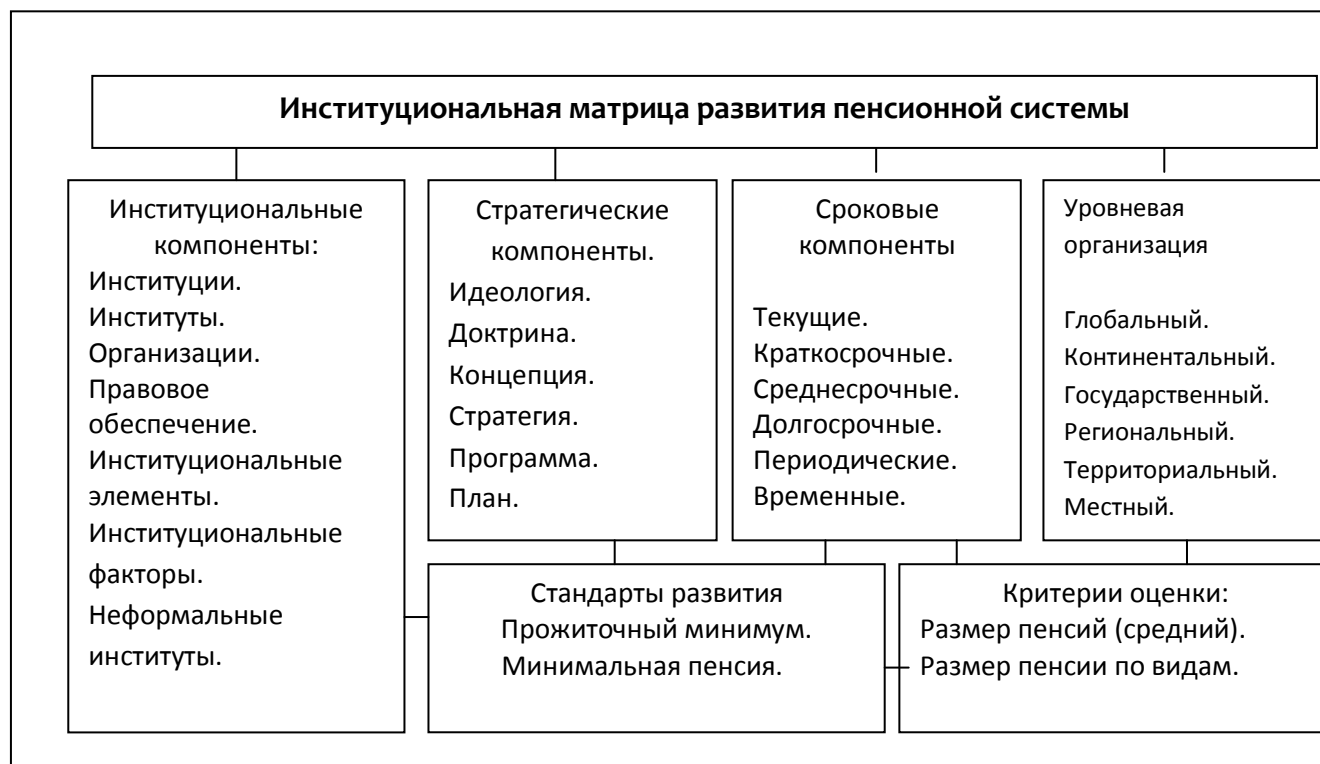 Институциональная матрица развития пенсионной системы
Институциональные
компоненты:
Институции.
Институты.
Организации.
Правовое
обеспечение.
Институциональные
элементы.
Институциональные
факторы.
Неформальные
институты.
Стратегические
компоненты.
Идеология.
Доктрина.
Концепция.
Стратегия.
Программа.
План.
Сроковые
компоненты
Текущие.
Краткосрочные.
Среднесрочные.
Долгосрочные.
Периодические.
Временные.
Уровневая
организация
Глобальный.
Континентальный.
Государственный.
Региональный.
Территориальный.
Местный.
Стандарты развития
Прожиточный минимум.
Минимальная пенсия.
Критерии оценки:
Размер пенсий (средний).
Размер пенсии по видам.